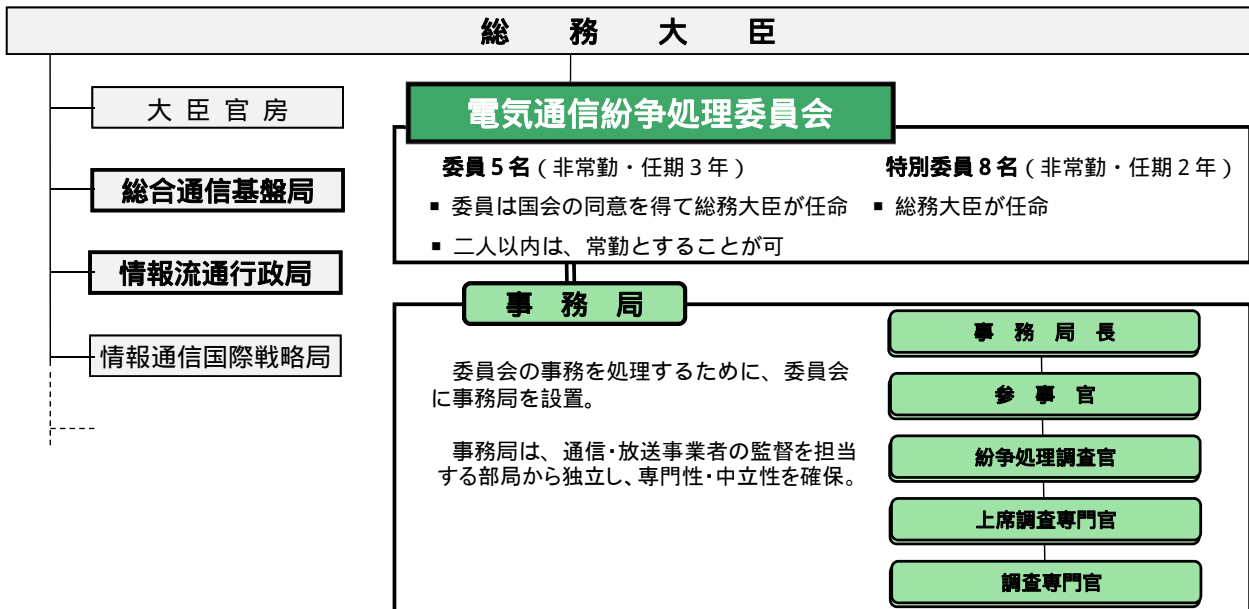 総務大臣
大臣官房
総合通信基盤局
情報流通行政局
情報通信国際戦略局
電気通信紛争処理委員会
委員5名（非常勤・任期3年）
▪ 委員は国会の同意を得て総務大臣が任命
▪ 二人以内は、常勤とすることが可
特別委員8名（非常勤・任期2年）
▪ 総務大臣が任命
事務局
委員会の事務を処理するために、委員会
に事務局を設置。
事務局は、通信・放送事業者の監督を担当
する部局から独立し、専門性・中立性を確保。
事務局長
参事官
紛争処理調査官
上席調査専門官
調査専門官